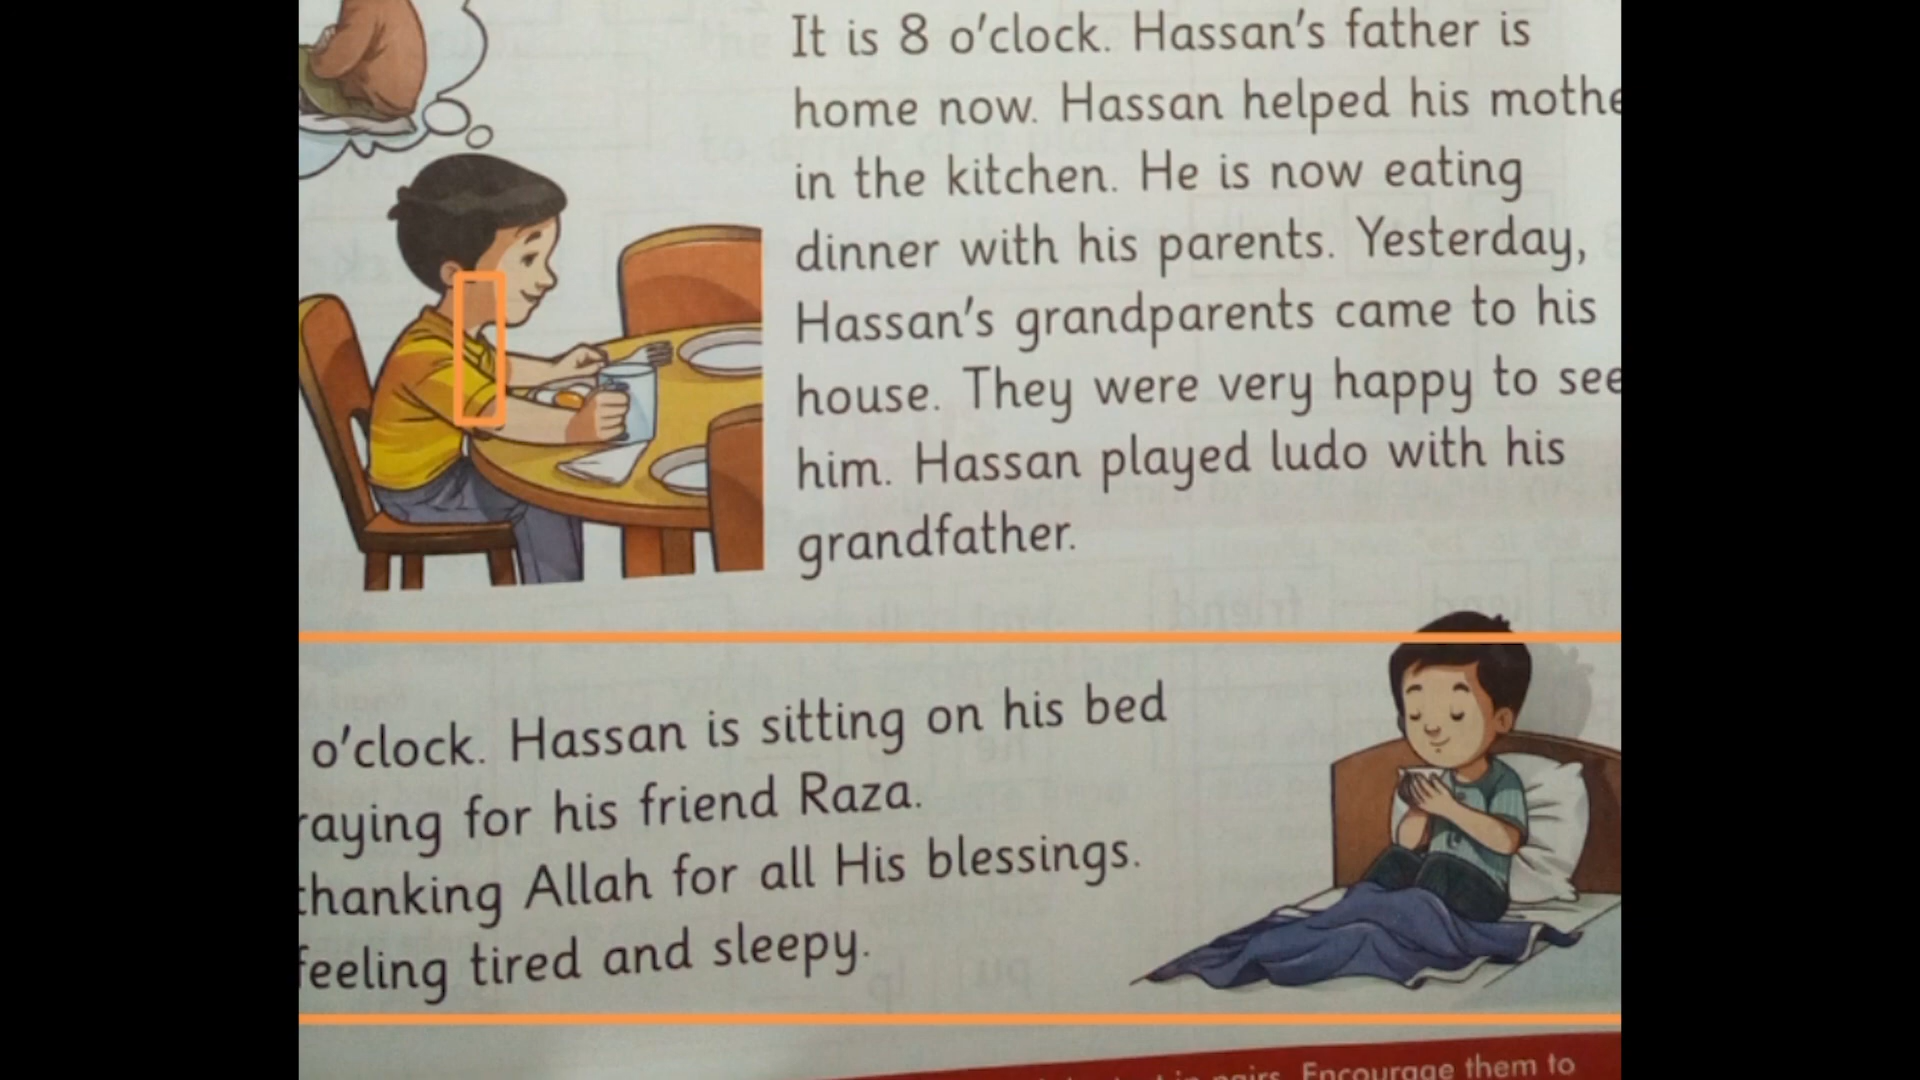 It is 8 o'clock. Hassan's father is
home now. Hassan helped his mothe
in the kitchen. He is now eating
dinner with his parents. Yesterday,
Hassan's grandparents came to his
house. They were very happy to see
him. Hassan played ludo with his
grandfather.
o'clock. Hassan is sitting on his bed
raying for his friend Raza.
thanking Allah for all His blessings.
feeling tired and sleepy.
in pairs. Encourage them to